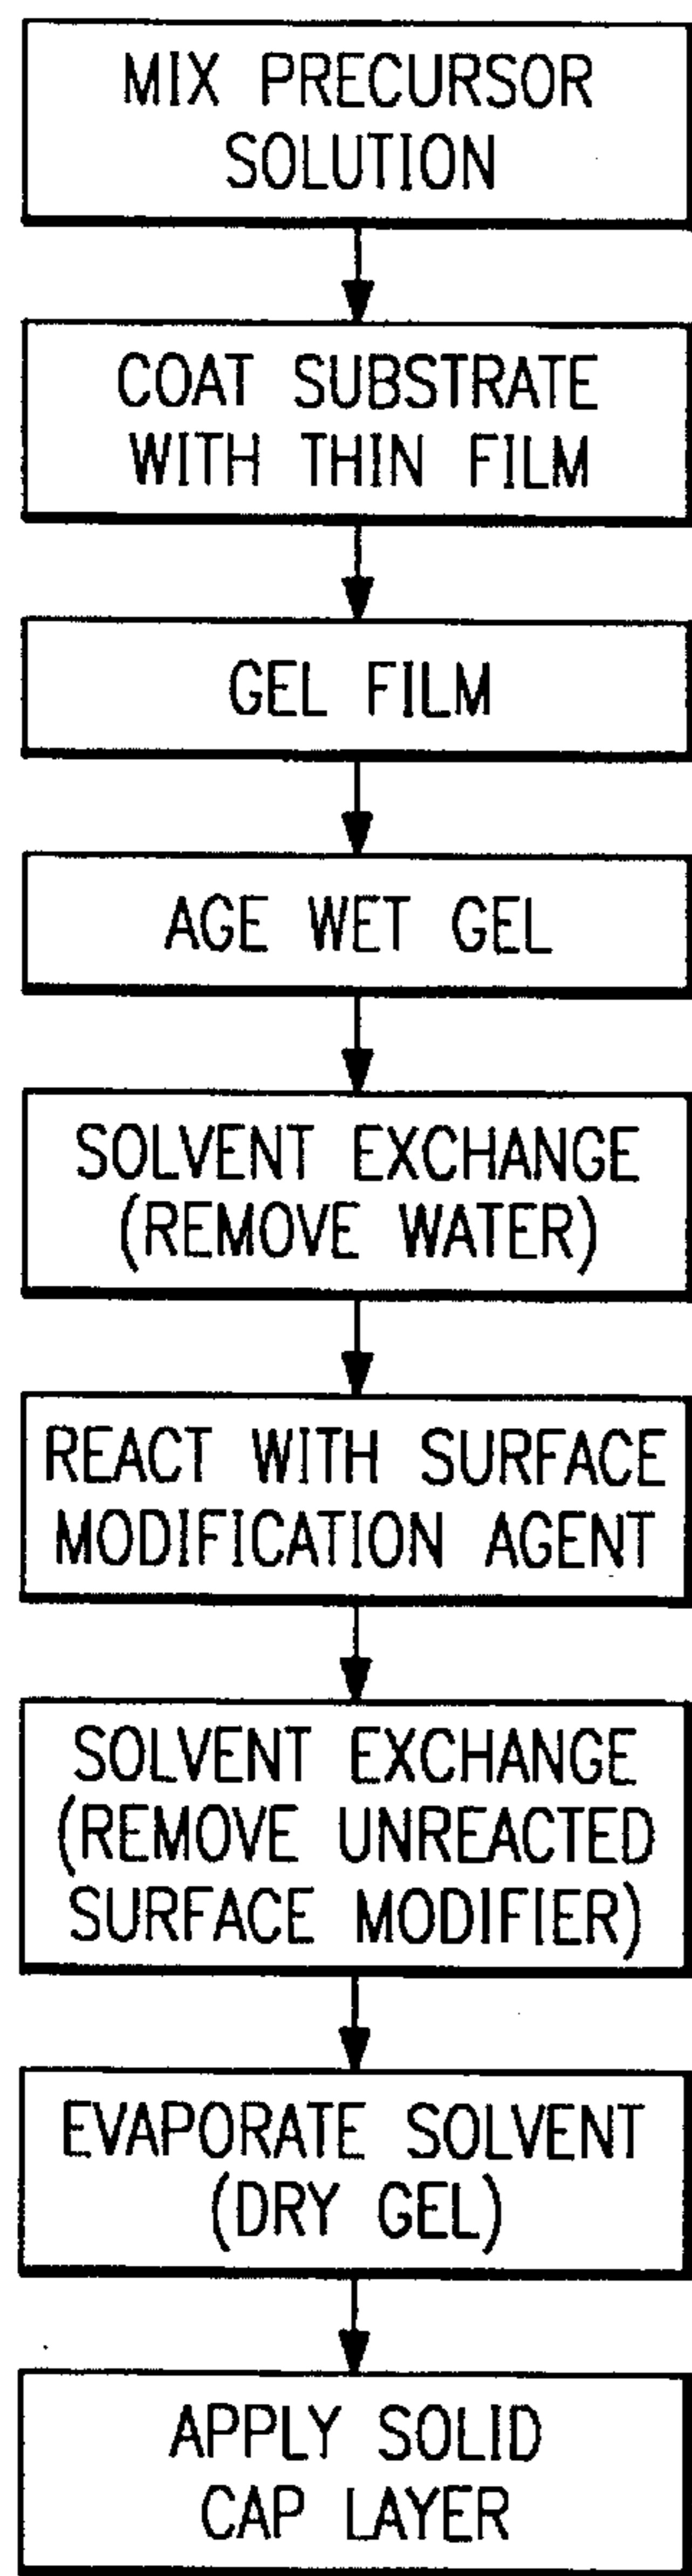 MIX PRECURSOR
SOLUTION
COAT SUBSTRATE
WITH THIN FILM
GEL FILM
AGE WET GEL
SOLVENT EXCHANGE
(REMOVE WATER)
REACT WITH SURFACE
MODIFICATION AGENT
SOLVENT EXCHANGE
(REMOVE UNREACTED
SURFACE MODIFIER)
EVAPORATE SOLVENT
(DRY GEL)
APPLY SOLID
CAP LAYER